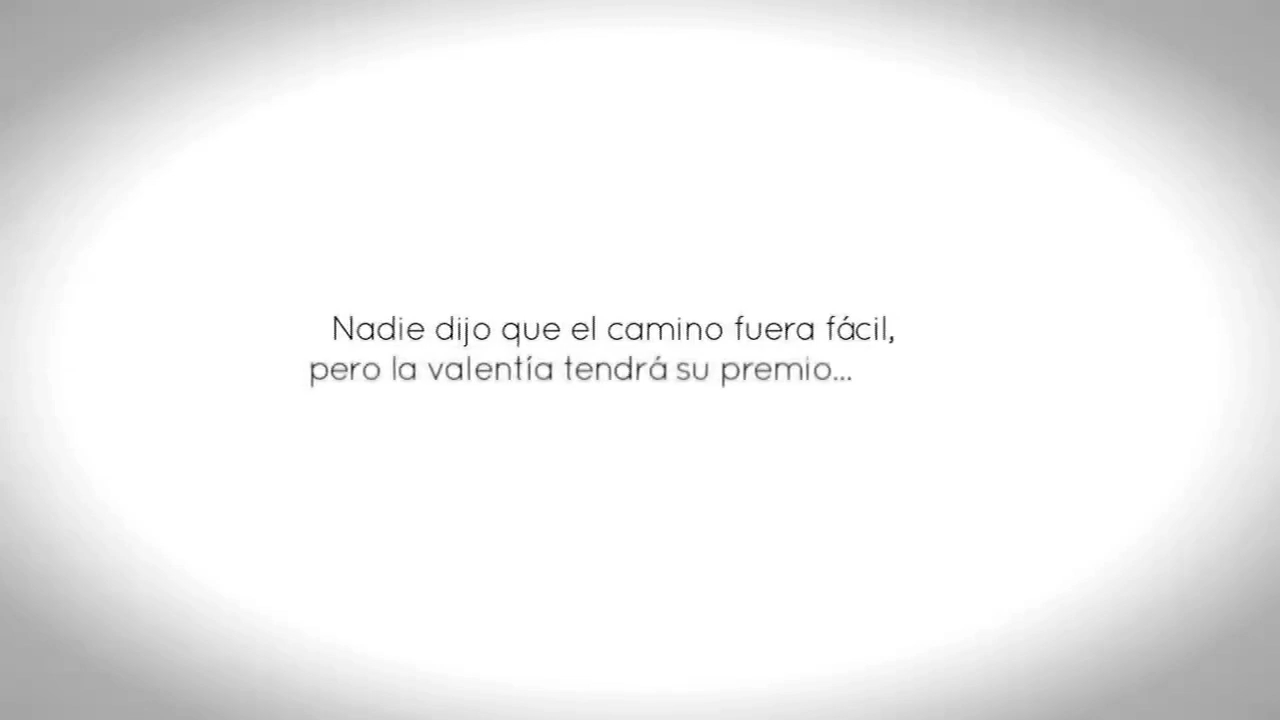 Nadie dijo que el camino fuera fácil,
pero la valentía tendrá su premio...